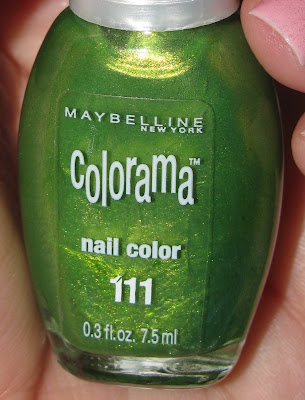 MAYBELLINE
NEW YORK
Colorama™
nail color
111
0.3 fl. oz. 7.5 ml